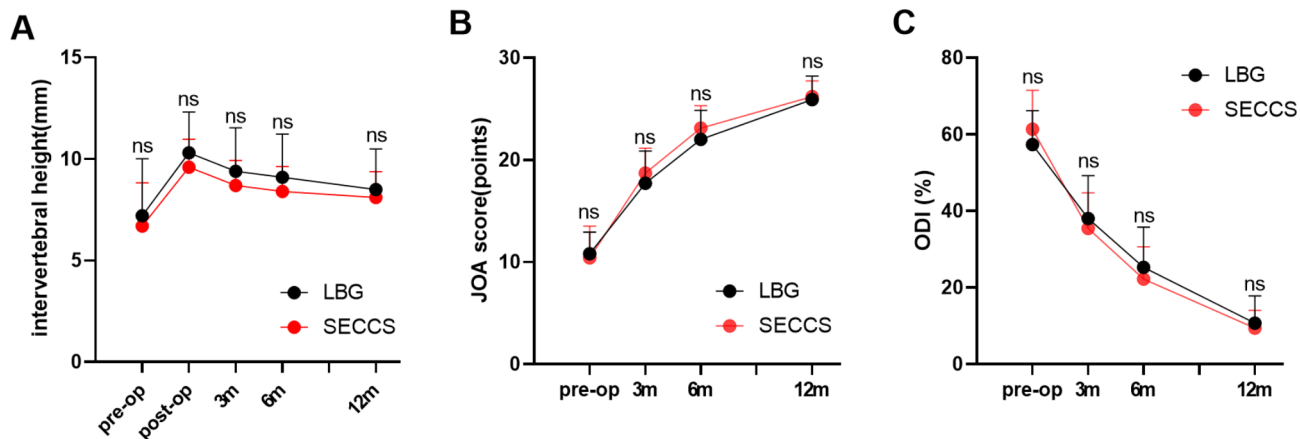 A
intervertebral height(mm)
15
10
5
0
ns
ns
ns
ns
ns
LBG
SECCS
pre-op
post-op
3m
6m
12m
B
JOA score(points)
30
20
10
0
ns
ns
ns
ns
LBG
SECCS
pre-op
3m
6m
12m
C
ODI (%)
80
60
40
20
0
ns
ns
ns
ns
LBG
SECCS
pre-op
3m
6m
12m